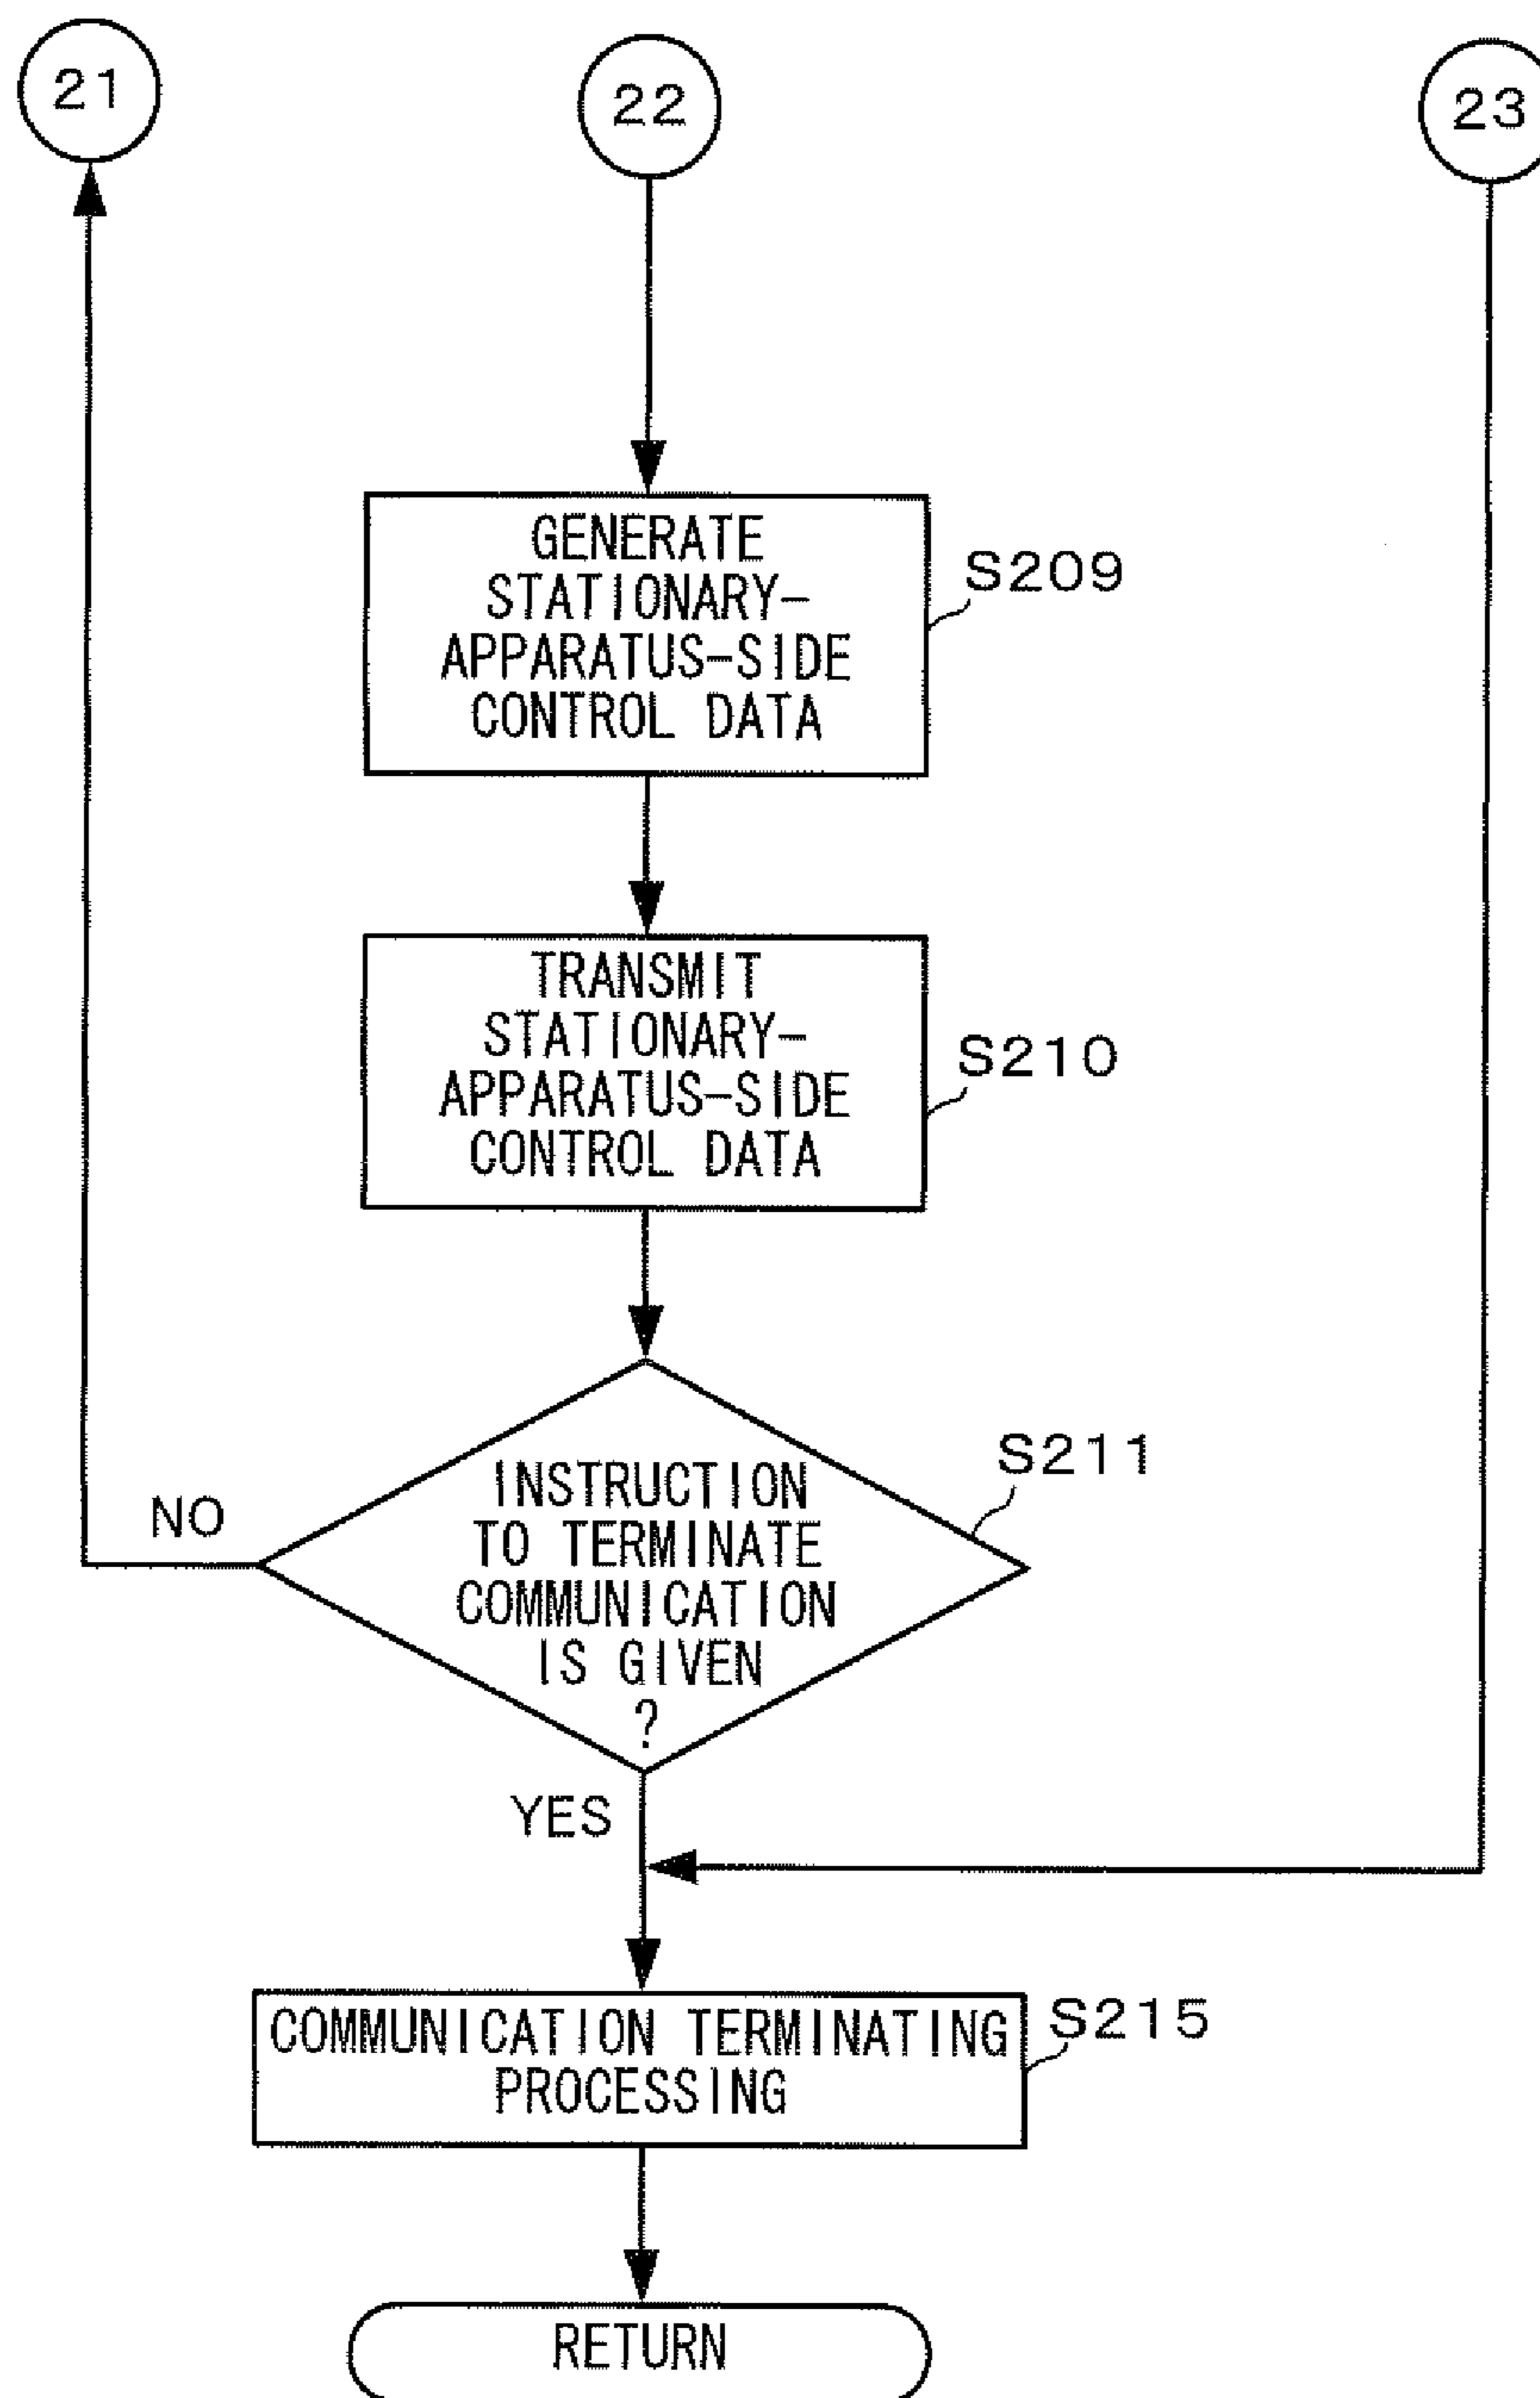 21
22
23
GENERATE
STATIONARY-
APPARATUS-SIDE
CONTROL DATA
S209
TRANSMIT
STATIONARY-
APPARATUS-SIDE
CONTROL DATA
S210
INSTRUCTION
TO TERMINATE
COMMUNICATION
IS GIVEN
?
S211
NO
YES
COMMUNICATION TERMINATING
PROCESSING
S215
RETURN